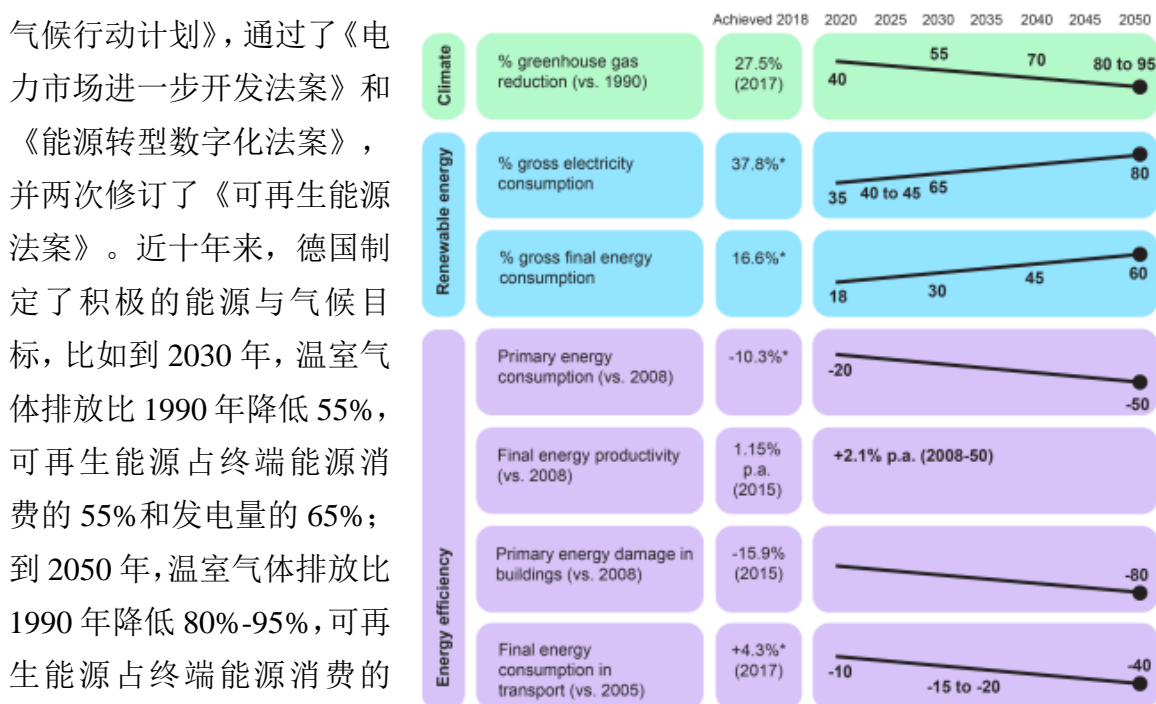 气候行动计划》，通过了《电
力市场进一步开发法案》和
《能源转型数字化法案》，
并两次修订了《可再生能源
法案》。近十年来，德国制
定了积极的能源与气候目
标，比如到 2030 年，温室气
体排放比 1990 年降低 55%，
可再生能源占终端能源消
费的 55%和发电量的 65%；
到 2050 年，温室气体排放比
1990 年降低 80%-95%，可再
生能源占终端能源消费的
Achieved 2018 2020 2025 2030 2035 2040 2045 2050
Climate
% greenhouse gas
reduction (vs. 1990)
27.5%
(2017)
40 55 70 80 to 95
Renewable energy
% gross electricity
consumption
37.8%*
35 40 to 45 65 80
% gross final energy
consumption
16.6%*
18 30 45 60
Energy efficiency
Primary energy
consumption (vs. 2008)
-10.3%*
-20 -50
Final energy productivity
(vs. 2008)
1.15%
p.a.
(2015)
+2.1% p.a. (2008-50)
Primary energy damage in
buildings (vs. 2008)
-15.9%
(2015)
-80
Final energy
consumption in
transport (vs. 2005)
+4.3%*
(2017)
-10 -15 to -20 -40